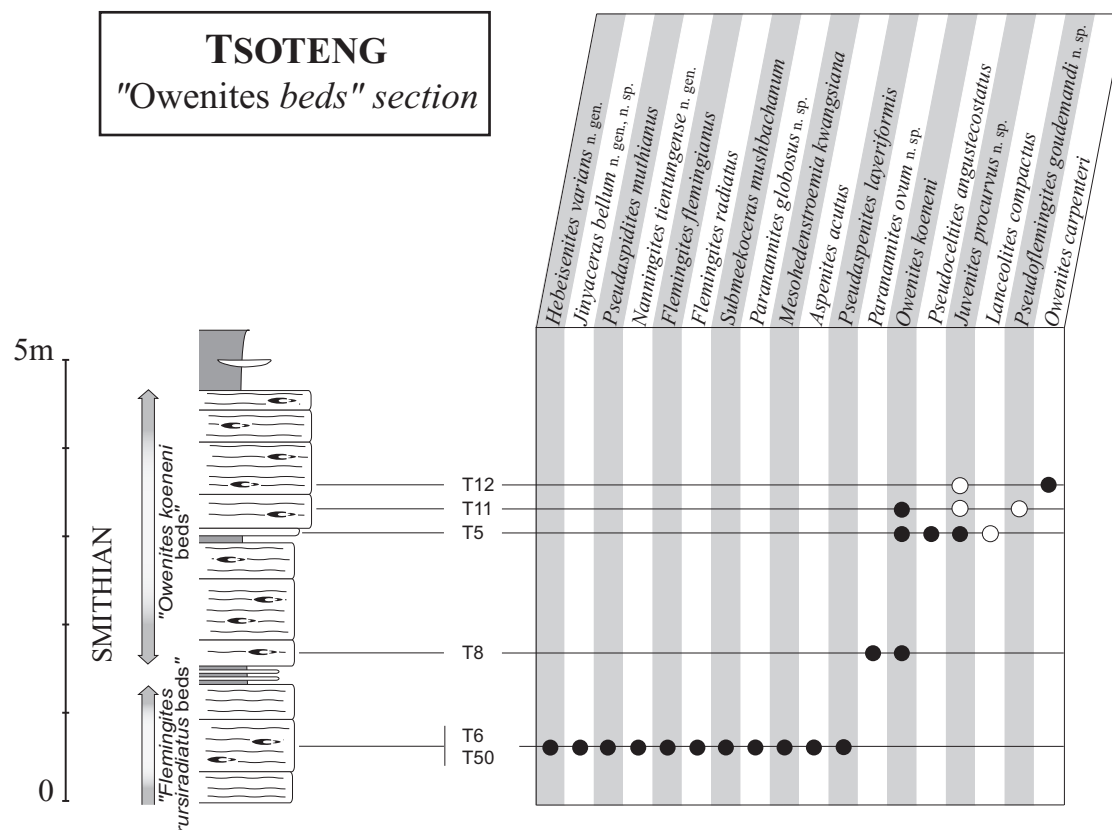 TSOTENG
"Owenites beds" section
Hebeisenites varians n. gen.
Jinyaceras bellum n. gen., n. sp.
Pseudaspidites muthianus
Nanningites tientungense n. gen.
Flemingites flemingianus
Flemingites radiatus
Submeekoceras mushbachanum
Paranannites globosus n. sp.
Mesohedenstroemia kwangsiana
Aspenites acutus
Pseudaspenites layeriformis
Paranannites ovum n. sp.
Owenites koeneni
Pseudoceltites angustecostatus
Juvenites procurvus n. sp.
Lanceolites compactus
Pseudoflemingites goudemandi n. sp.
Owenites carpenteri
5m
0
SMITHIAN
"Owenites koeneni
beds"
"Flemingites
rursiradiatus beds"
T12
T11
T5
T8
T6
T50